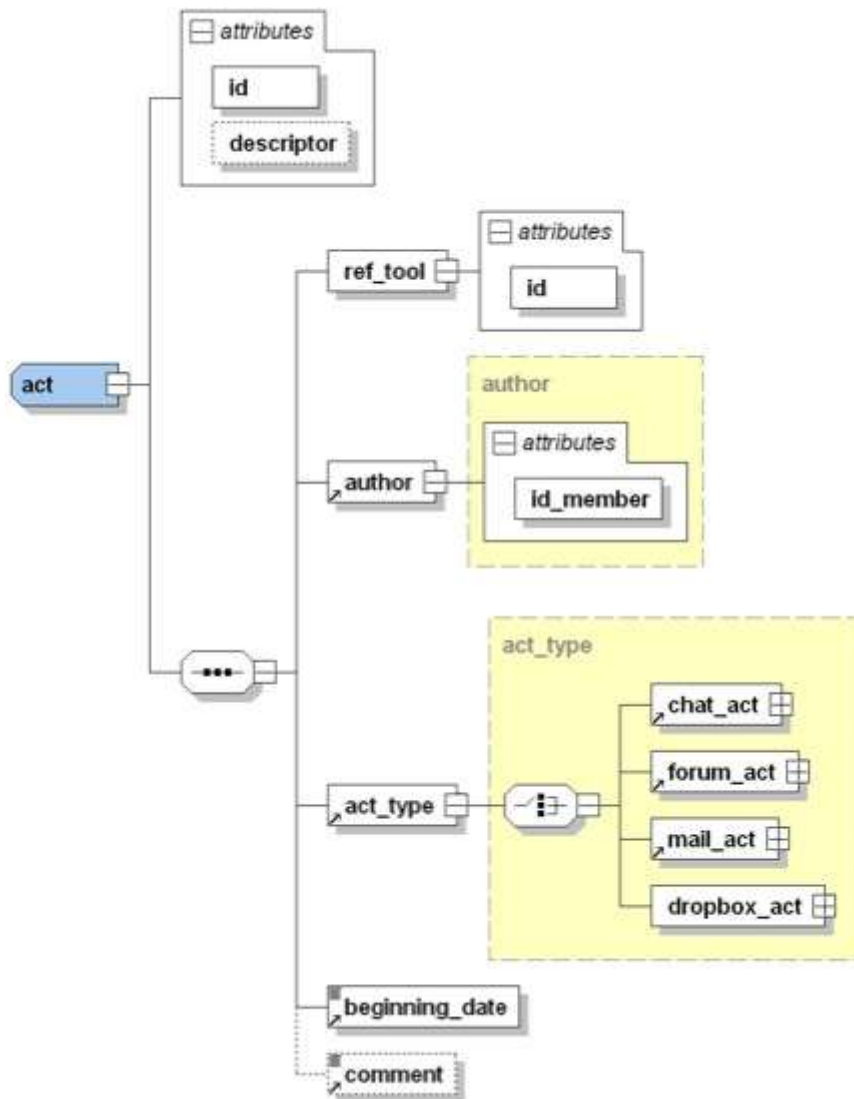 attributes
id
descriptor
ref_tool
attributes
id
act
author
author
attributes
id_member
act_type
act_type
chat_act
forum_act
mail_act
dropbox_act
beginning_date
comment